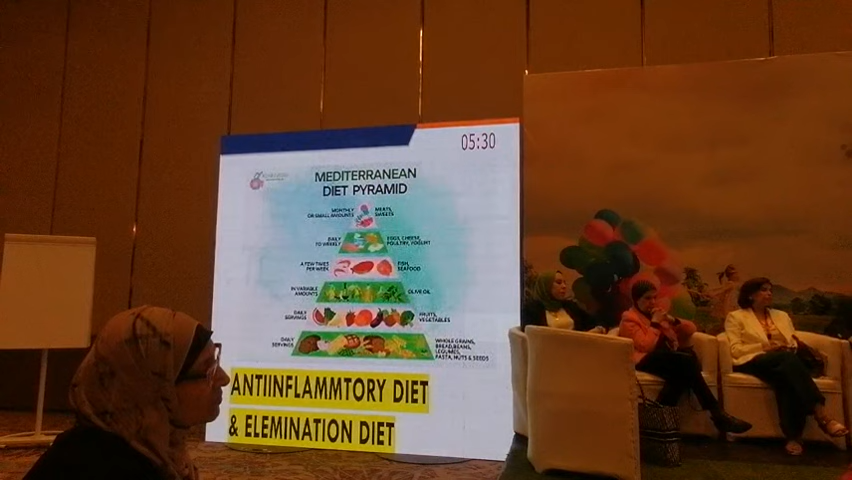 05:30
MEDITERRANEAN
DIET PYRAMID
MONTHLY
OR SMALL AMOUNTS
MEATS,
SWEETS
DAILY
TO WEEKLY
EGGS, CHEESE,
POULTRY, YOGURT
A FEW TIMES
PER WEEK
FISH,
SEAFOOD
IN VARIABLE
AMOUNTS
OLIVE OIL
DAILY
SERVINGS
FRUITS,
VEGETABLES
DAILY
SERVINGS
WHOLE GRAINS,
BREAD, BEANS,
LEGUMES,
PASTA, NUTS & SEEDS
ANTIINFLAMMTORY DIET
& ELEMINATION DIET